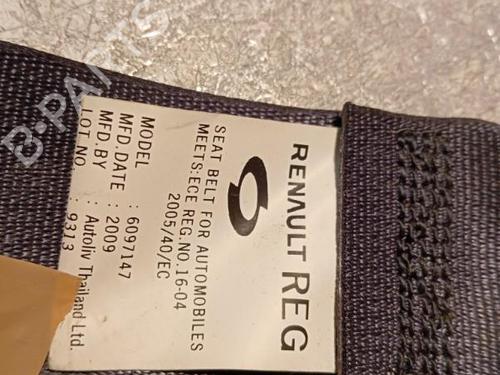 RENAULT REG
SEAT BELT FOR AUTOMOBILES
MEETS:ECE REG.NO.16-04
2005/40/EC
MODEL : 6097147
MFD.DATE : 2009
MFD.BY : Autoliv Thailand Ltd.
LOT NO. : 9313
B-PARTS